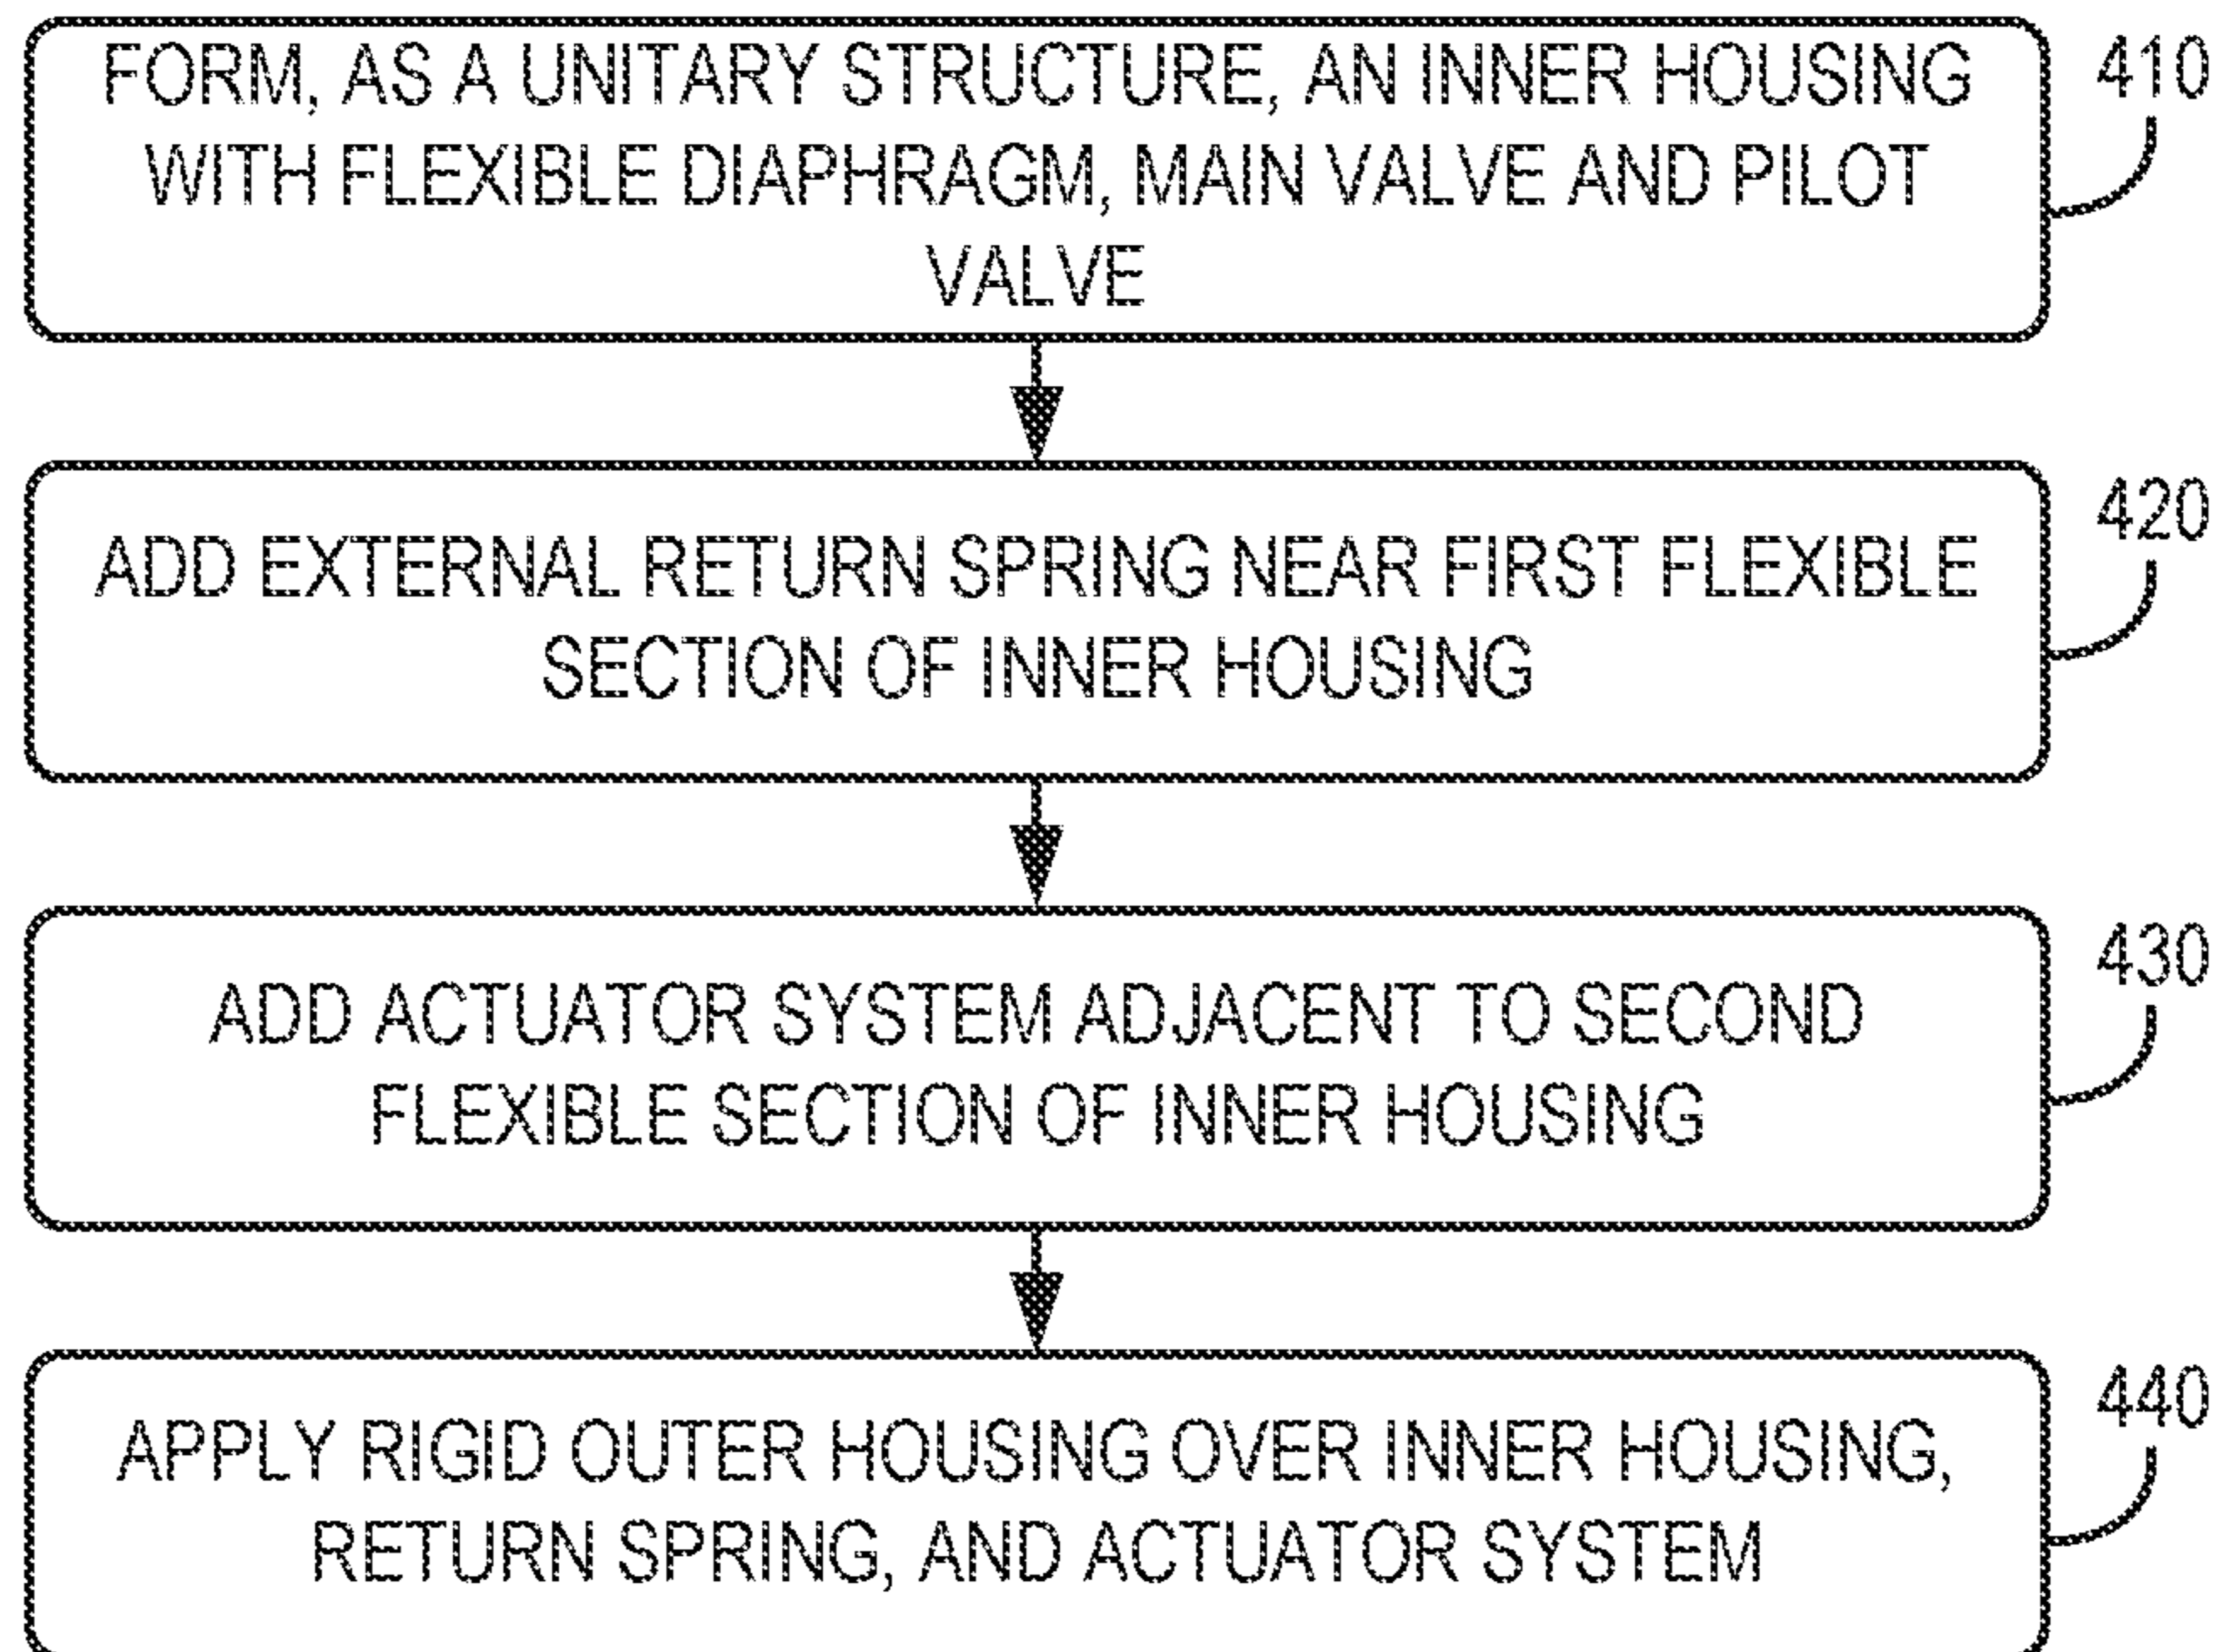 FORM, AS A UNITARY STRUCTURE, AN INNER HOUSING
WITH FLEXIBLE DIAPHRAGM, MAIN VALVE AND PILOT
VALVE
410
ADD EXTERNAL RETURN SPRING NEAR FIRST FLEXIBLE
SECTION OF INNER HOUSING
420
ADD ACTUATOR SYSTEM ADJACENT TO SECOND
FLEXIBLE SECTION OF INNER HOUSING
430
APPLY RIGID OUTER HOUSING OVER INNER HOUSING,
RETURN SPRING, AND ACTUATOR SYSTEM
440